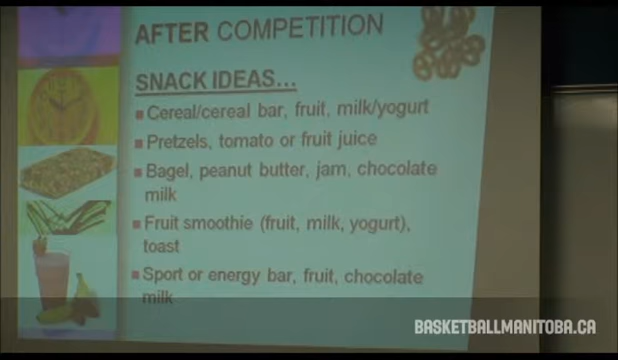 AFTER COMPETITION
SNACK IDEAS...
Cereal/cereal bar, fruit, milk/yogurt
Pretzels, tomato or fruit juice
Bagel, peanut butter, jam, chocolate
milk
Fruit smoothie (fruit, milk, yogurt),
toast
Sport or energy bar, fruit, chocolate
milk
BASKETBALLMANITOBA.CA